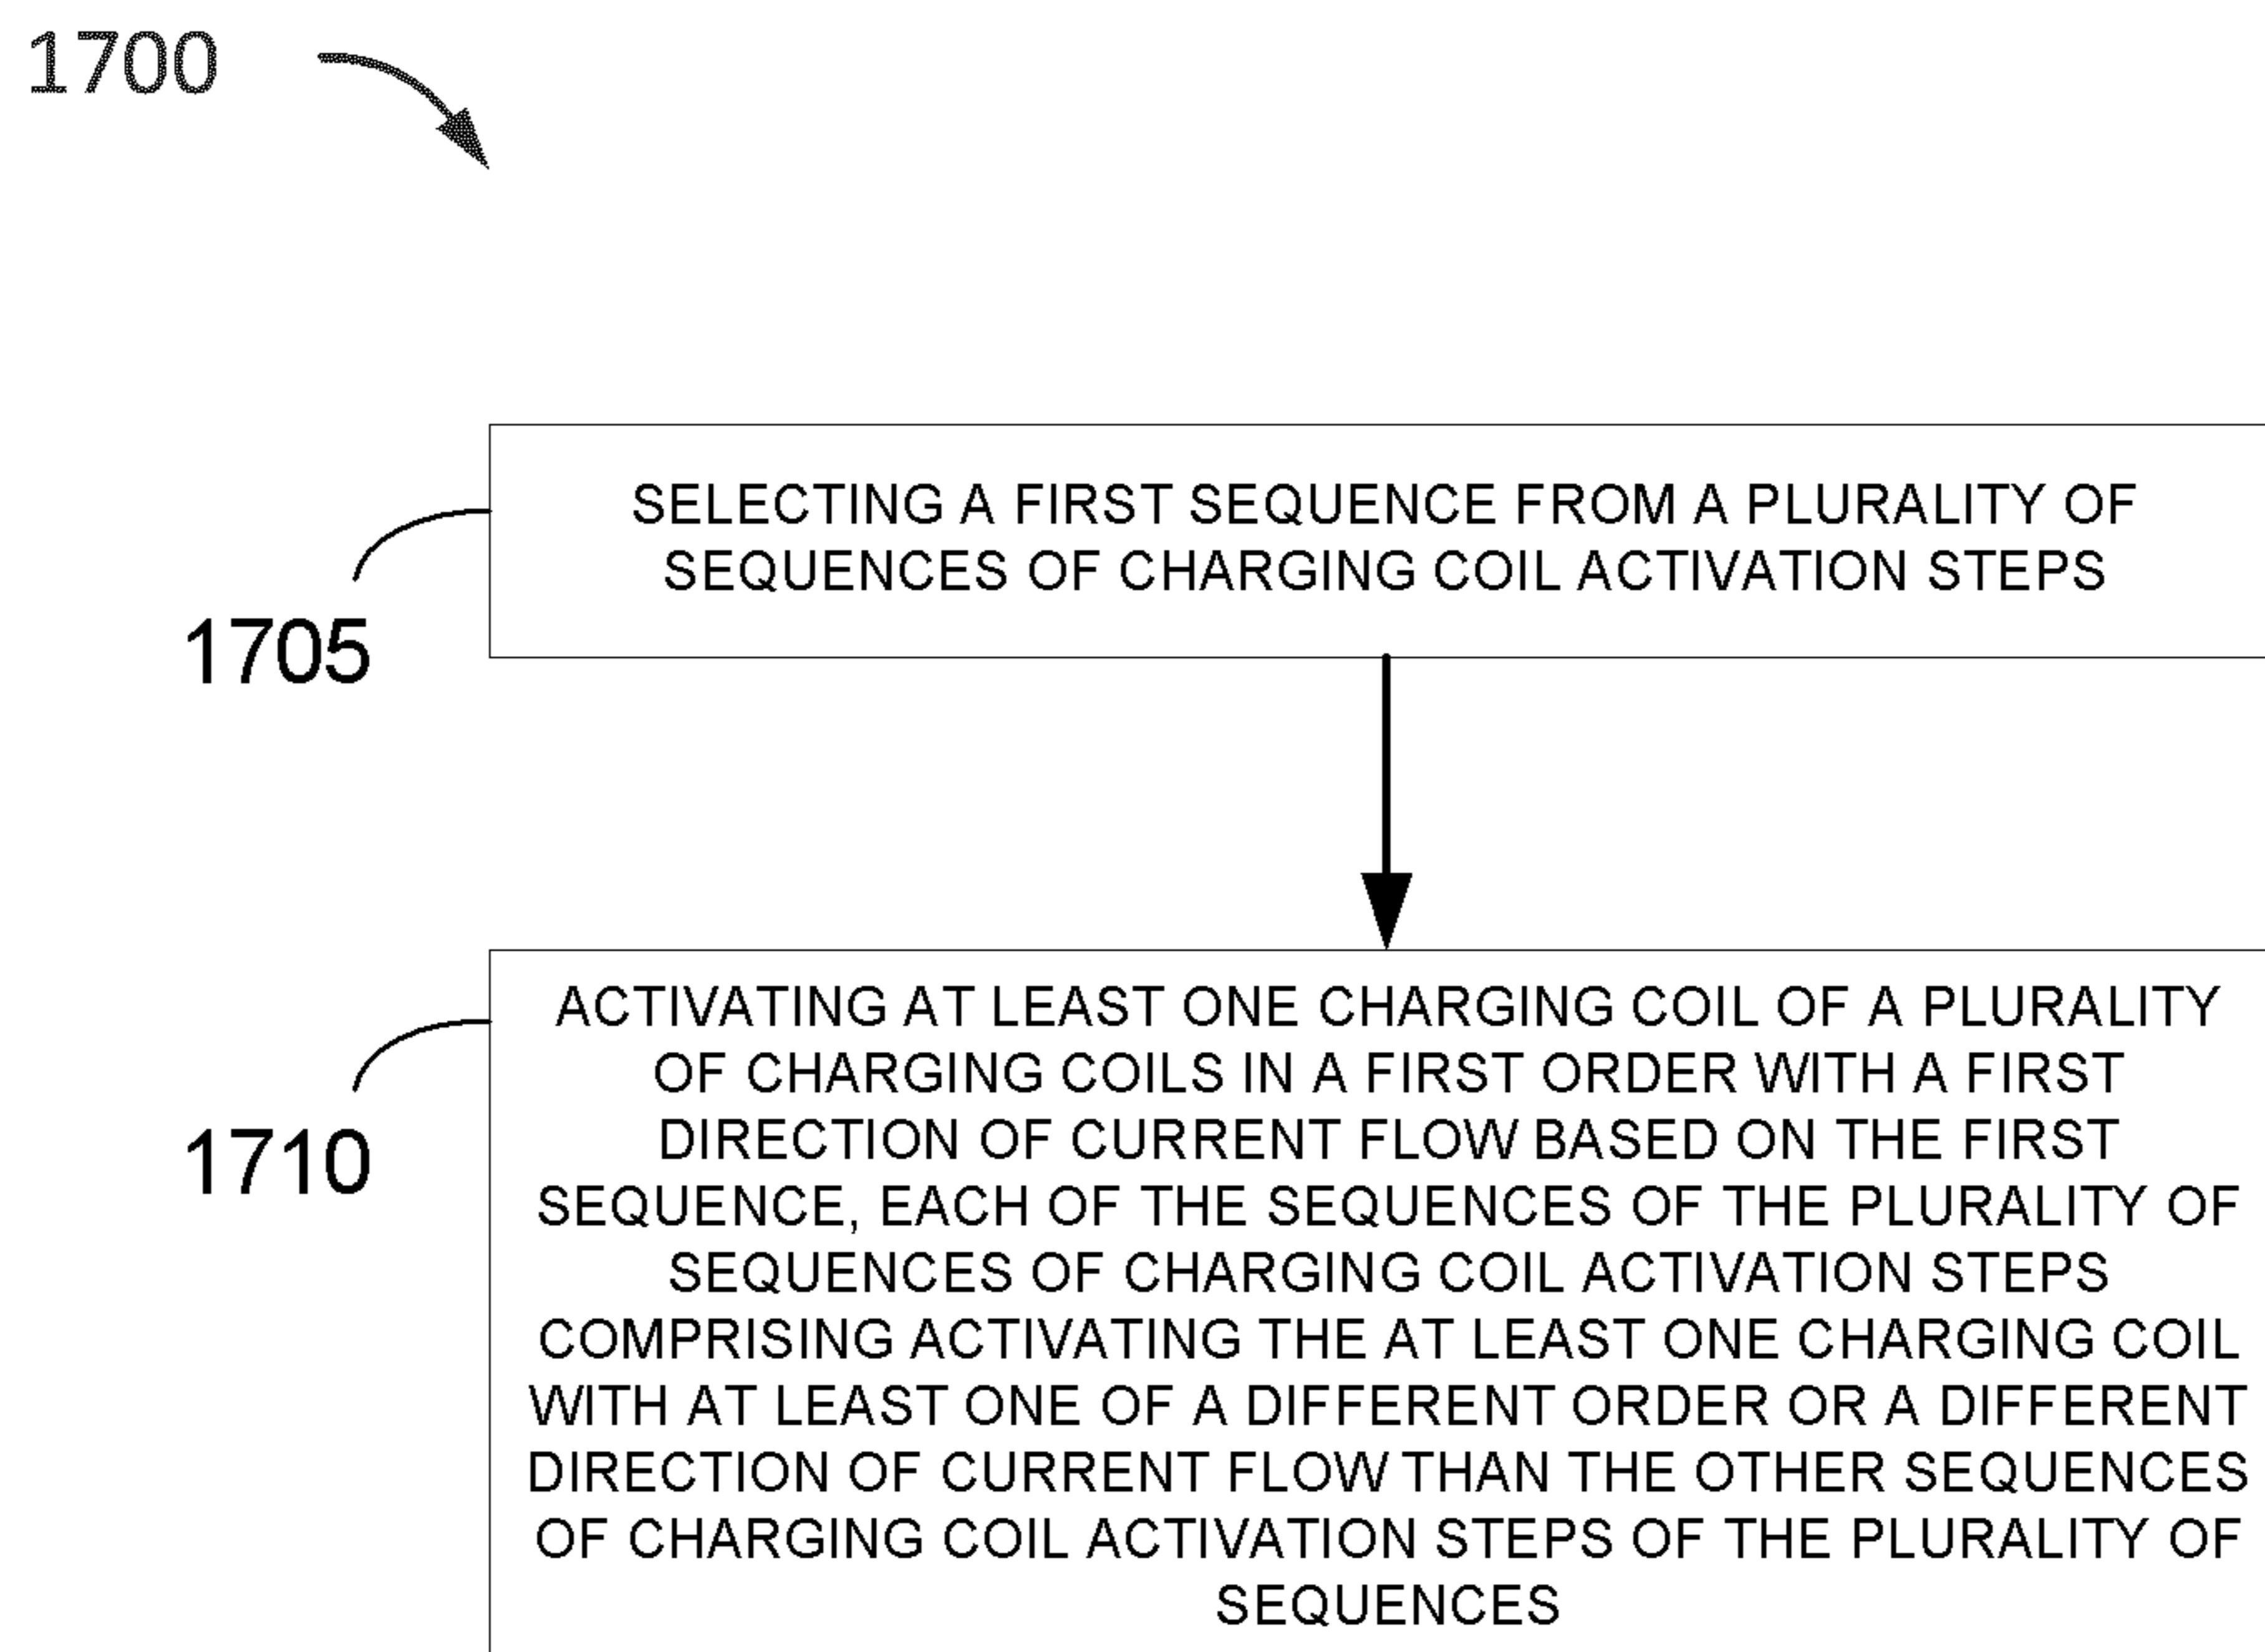 1700
SELECTING A FIRST SEQUENCE FROM A PLURALITY OF
SEQUENCES OF CHARGING COIL ACTIVATION STEPS
1705
ACTIVATING AT LEAST ONE CHARGING COIL OF A PLURALITY
OF CHARGING COILS IN A FIRST ORDER WITH A FIRST
DIRECTION OF CURRENT FLOW BASED ON THE FIRST
SEQUENCE, EACH OF THE SEQUENCES OF THE PLURALITY OF
SEQUENCES OF CHARGING COIL ACTIVATION STEPS
COMPRISING ACTIVATING THE AT LEAST ONE CHARGING COIL
WITH AT LEAST ONE OF A DIFFERENT ORDER OR A DIFFERENT
DIRECTION OF CURRENT FLOW THAN THE OTHER SEQUENCES
OF CHARGING COIL ACTIVATION STEPS OF THE PLURALITY OF
SEQUENCES
1710